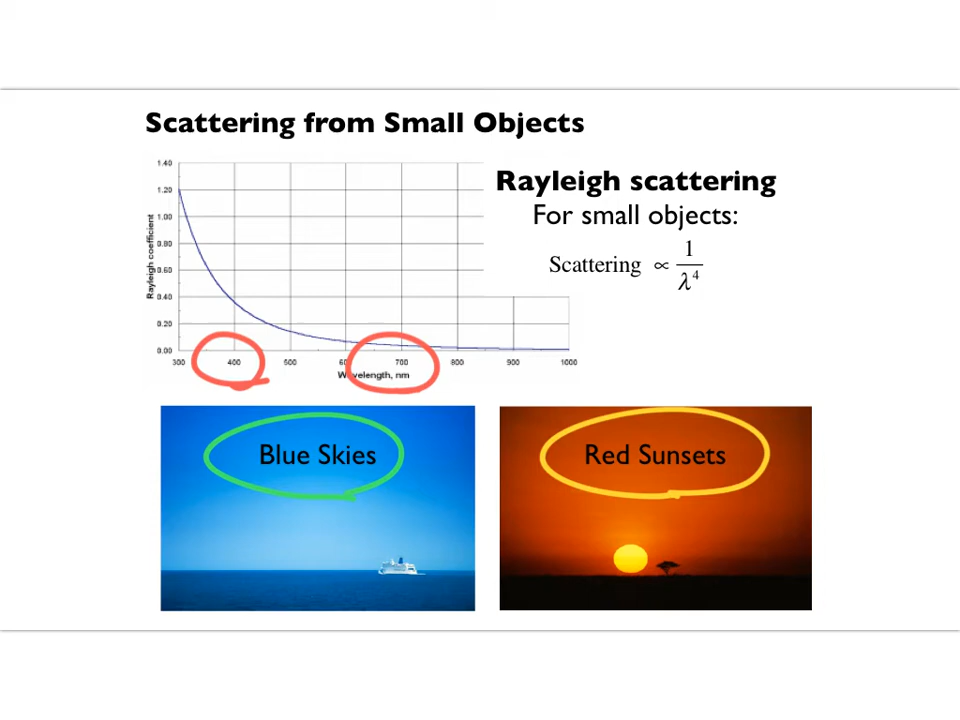 Scattering from Small Objects
Rayleigh scattering
For small objects:
Scattering ∝ 1/λ⁴
Rayleigh coefficient
1.40
1.20
1.00
0.80
0.60
0.40
0.20
0.00
300 400 500 600 700 800 900 1000
Wavelength, nm
Blue Skies
Red Sunsets